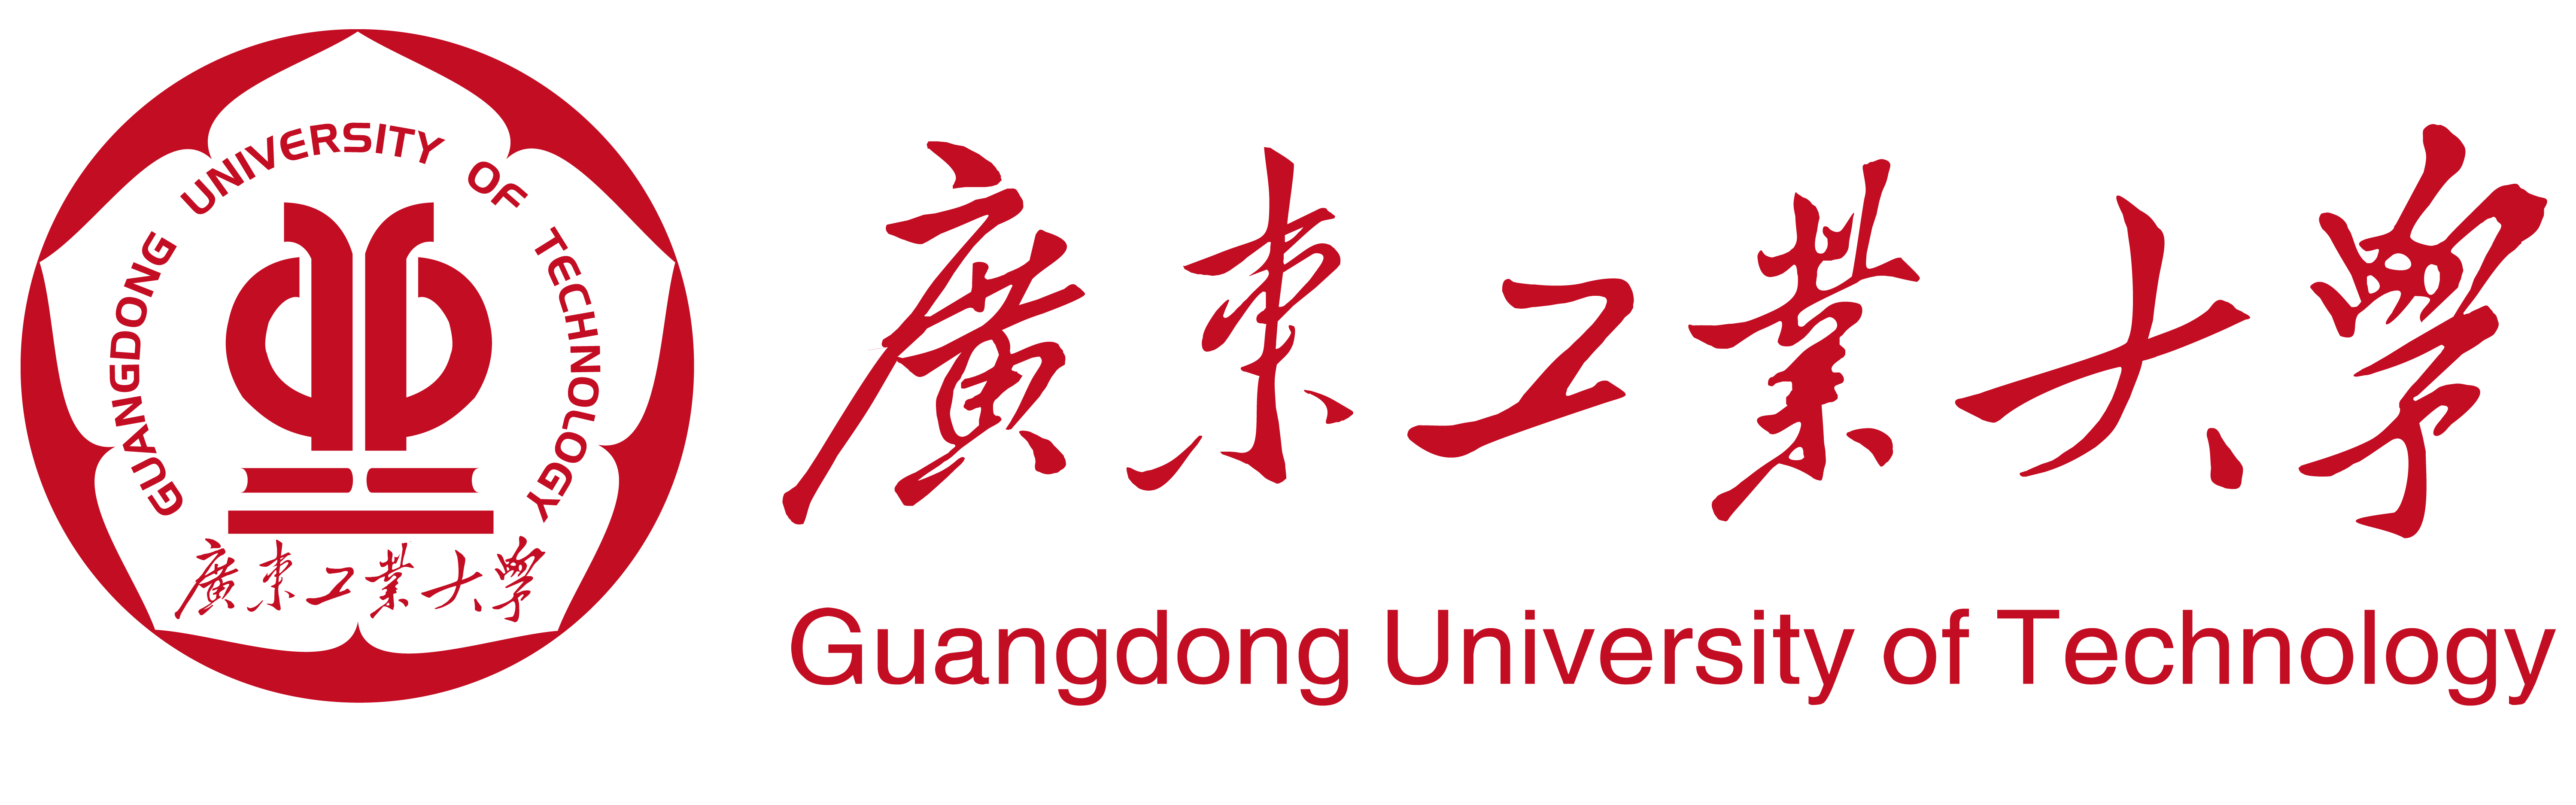 GUANGDONG UNIVERSITY OF TECHNOLOGY
廣東工業大學
廣東工業大學
Guangdong University of Technology